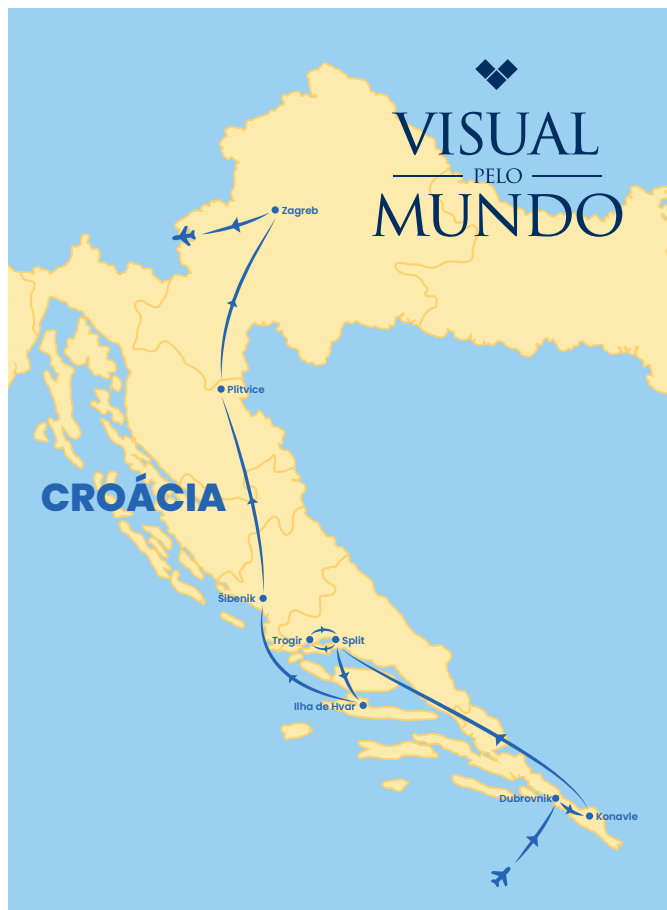 VISUAL
PELO
MUNDO
Zagreb
Plitvice
CROÁCIA
Šibenik
Trogir
Split
Ilha de Hvar
Dubrovnik
Konavle